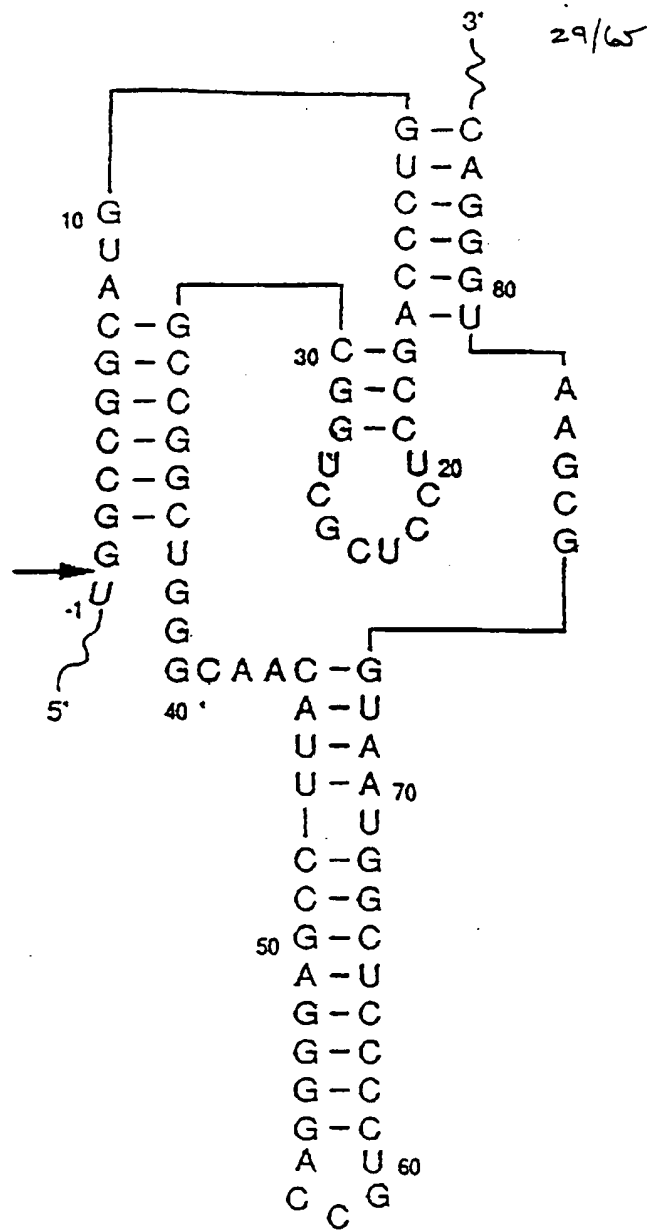 3' 29/65
G – C
U – A
10 G C – G
U C – G
A C – G 80
C – G A – U
G – C 30 C – G
G – C G – C A
C – G G – C A
C – G U U 20 G
G – C C C C
G U G C U C G
-1 U G
G
5' G C A A C – G
40 A – U
U – A
U – A 70
U
C – G
C – G
50 G – C
A – U
G – C
G – C
G – C
G – C
A U 60
C C G